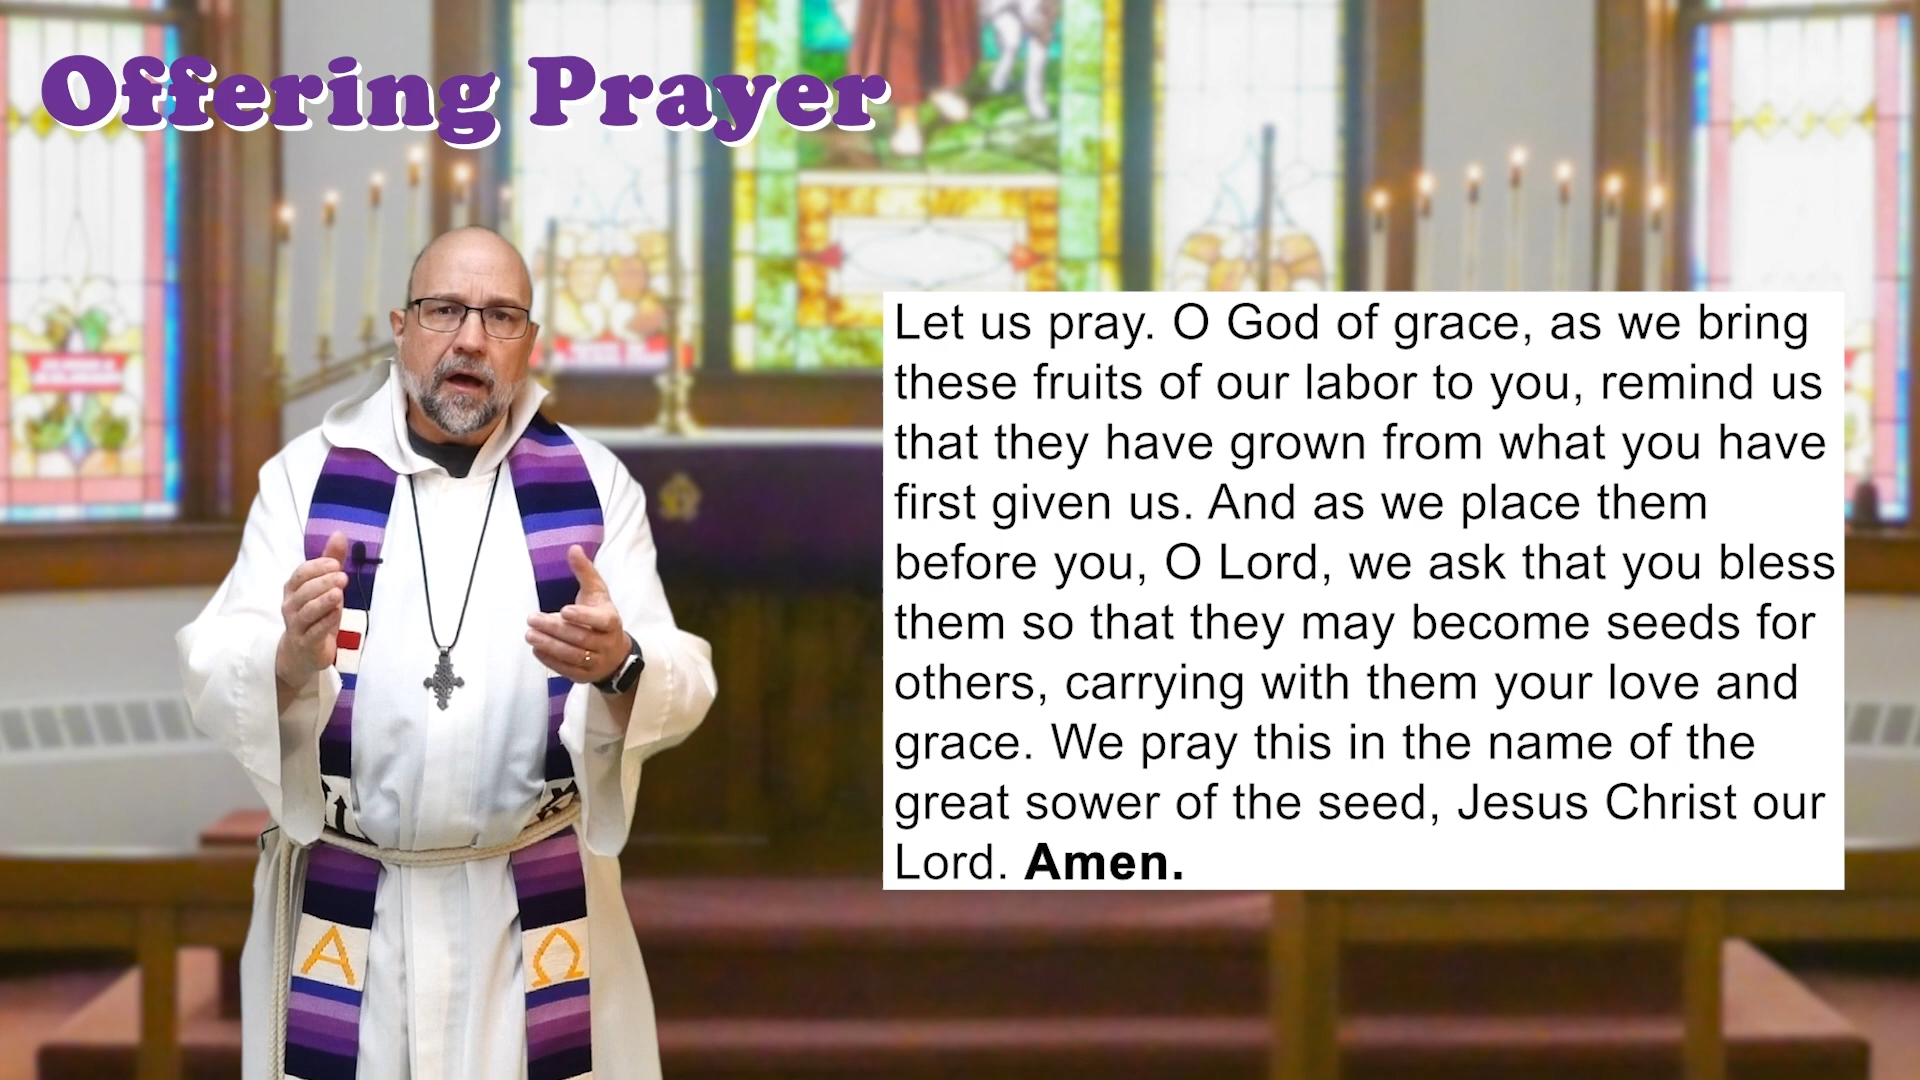 Offering Prayer
Let us pray. O God of grace, as we bring
these fruits of our labor to you, remind us
that they have grown from what you have
first given us. And as we place them
before you, O Lord, we ask that you bless
them so that they may become seeds for
others, carrying with them your love and
grace. We pray this in the name of the
great sower of the seed, Jesus Christ our
Lord. Amen.
Α Ω